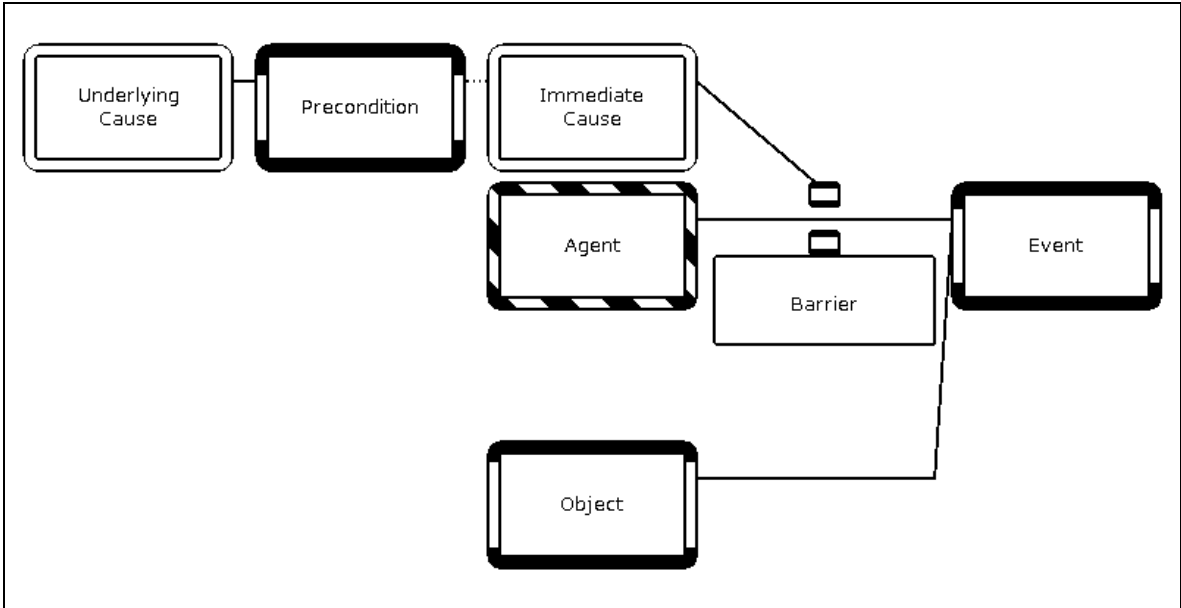 Underlying
Cause
Precondition
Immediate
Cause
Agent
Event
Barrier
Object